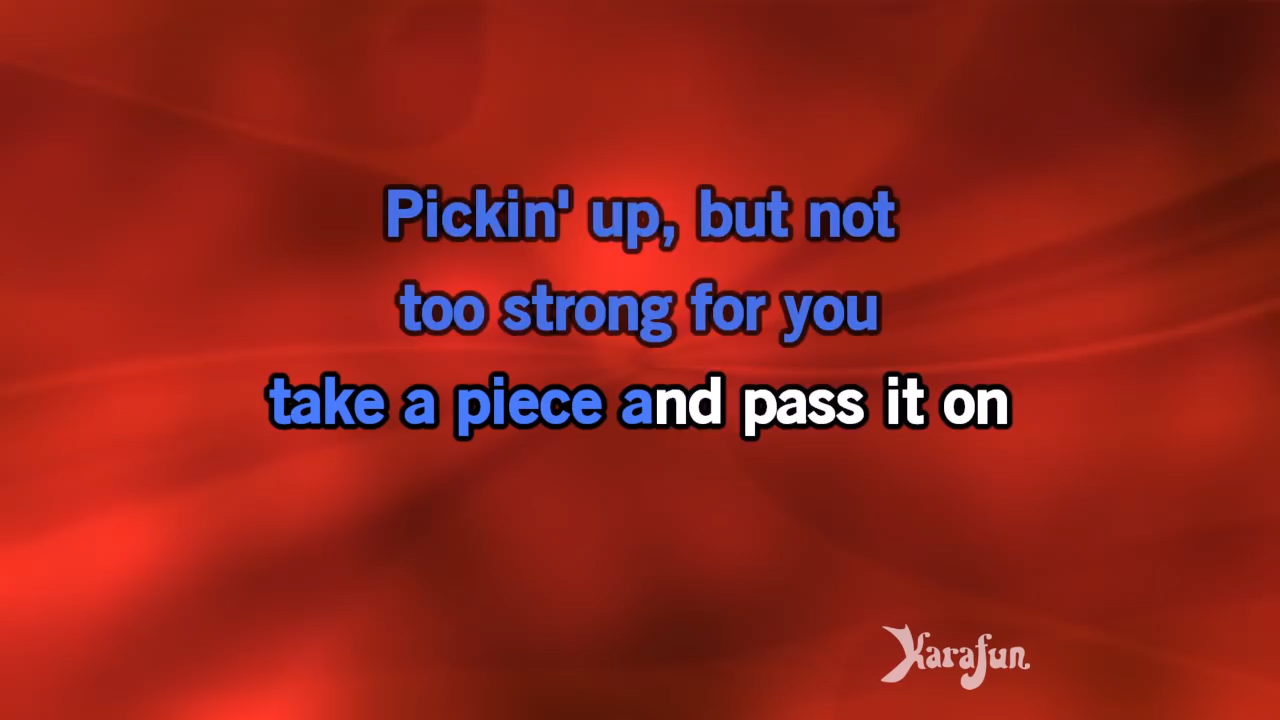 Pickin' up, but not
too strong for you
take a piece and pass it on
Karafun